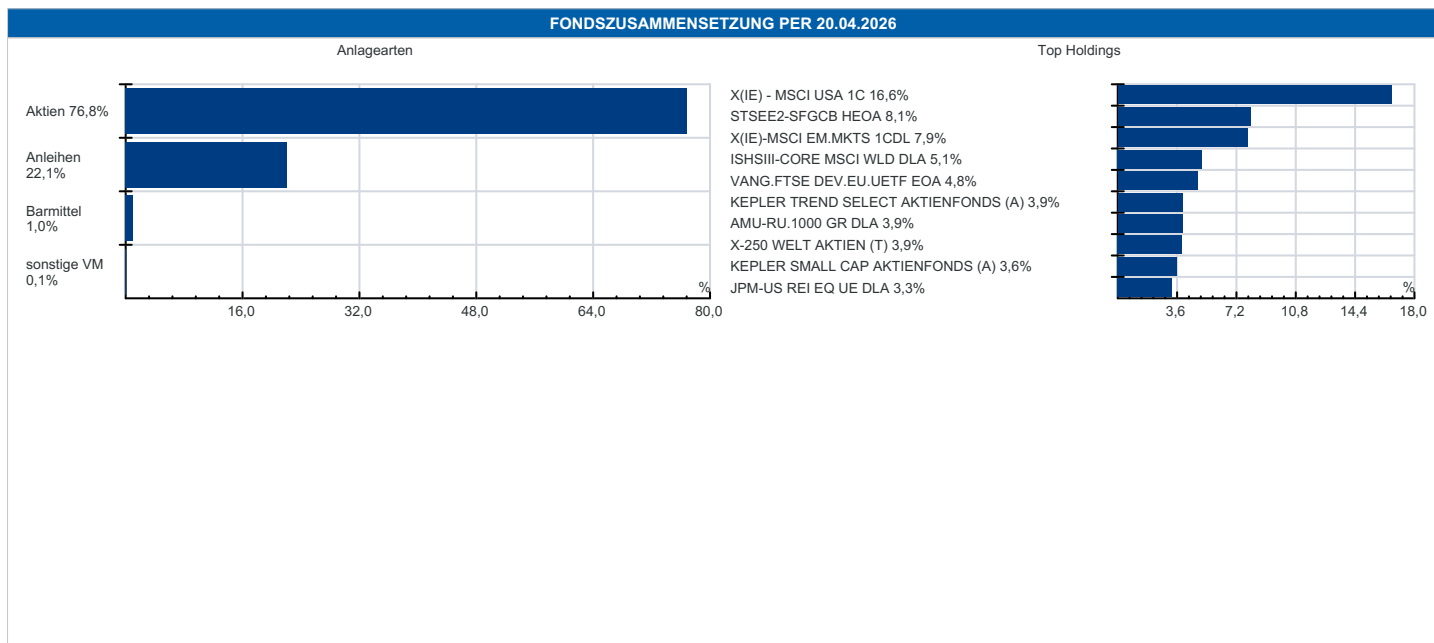 FONDSZUSAMMENSETZUNG PER 20.04.2026
Anlagearten
Aktien 76,8%
Anleihen
22,1%
Barmittel
1,0%
sonstige VM
0,1%
%
16,0 32,0 48,0 64,0 80,0
Top Holdings
X(IE) - MSCI USA 1C 16,6%
STSEE2-SFGCB HEOA 8,1%
X(IE)-MSCI EM.MKTS 1CDL 7,9%
ISHSIII-CORE MSCI WLD DLA 5,1%
VANG.FTSE DEV.EU.UETF EOA 4,8%
KEPLER TREND SELECT AKTIENFONDS (A) 3,9%
AMU-RU.1000 GR DLA 3,9%
X-250 WELT AKTIEN (T) 3,9%
KEPLER SMALL CAP AKTIENFONDS (A) 3,6%
JPM-US REI EQ UE DLA 3,3%
%
3,6 7,2 10,8 14,4 18,0